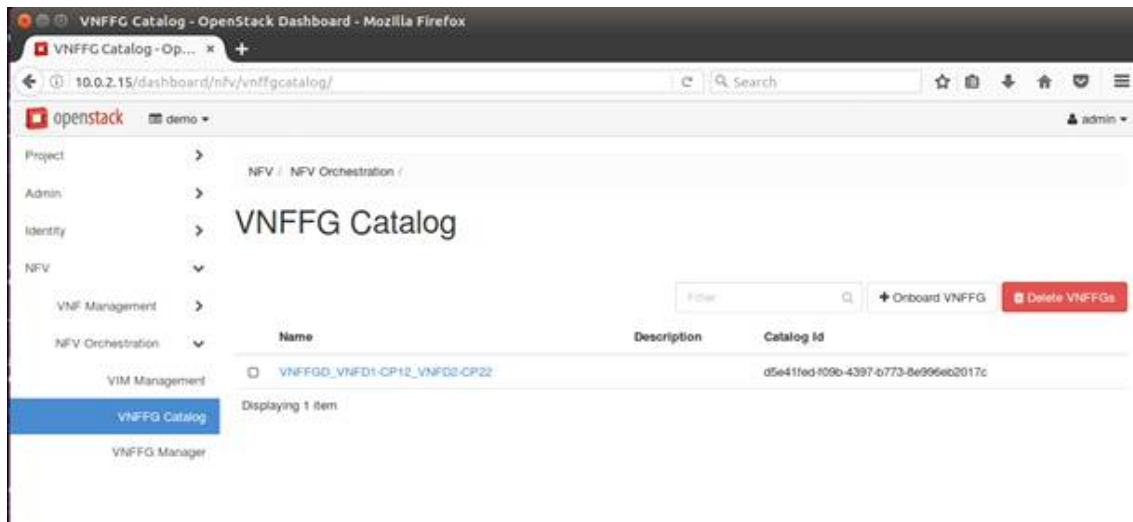 VNFFG Catalog - OpenStack Dashboard - Mozilla Firefox
VNFFG Catalog - Op...
10.0.2.15/dashboard/nfv/vnffgcatalog/
Search
openstack demo
admin
Project
Admin
Identity
NFV
VNF Management
NFV Orchestration
VIM Management
VNFFG Catalog
VNFFG Manager
NFV / NFV Orchestration /
VNFFG Catalog
Filter
+ Onboard VNFFG
Delete VNFFGs
Name Description Catalog Id
VNFFGD_VNFD1-CP12_VNFD2-CP22 d5e41fed-f09b-4397-b773-8e996eb2017c
Displaying 1 item